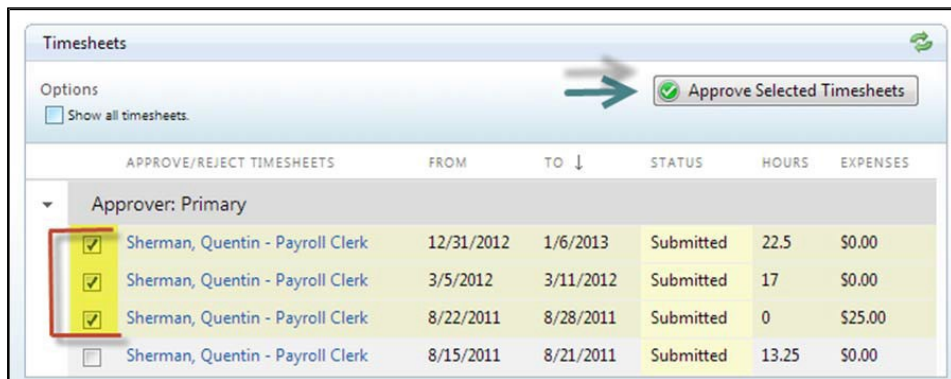 Timesheets
Options
Approve Selected Timesheets
Show all timesheets.
APPROVE/REJECT TIMESHEETS FROM TO ↓ STATUS HOURS EXPENSES
Approver: Primary
Sherman, Quentin - Payroll Clerk 12/31/2012 1/6/2013 Submitted 22.5 $0.00
Sherman, Quentin - Payroll Clerk 3/5/2012 3/11/2012 Submitted 17 $0.00
Sherman, Quentin - Payroll Clerk 8/22/2011 8/28/2011 Submitted 0 $25.00
Sherman, Quentin - Payroll Clerk 8/15/2011 8/21/2011 Submitted 13.25 $0.00